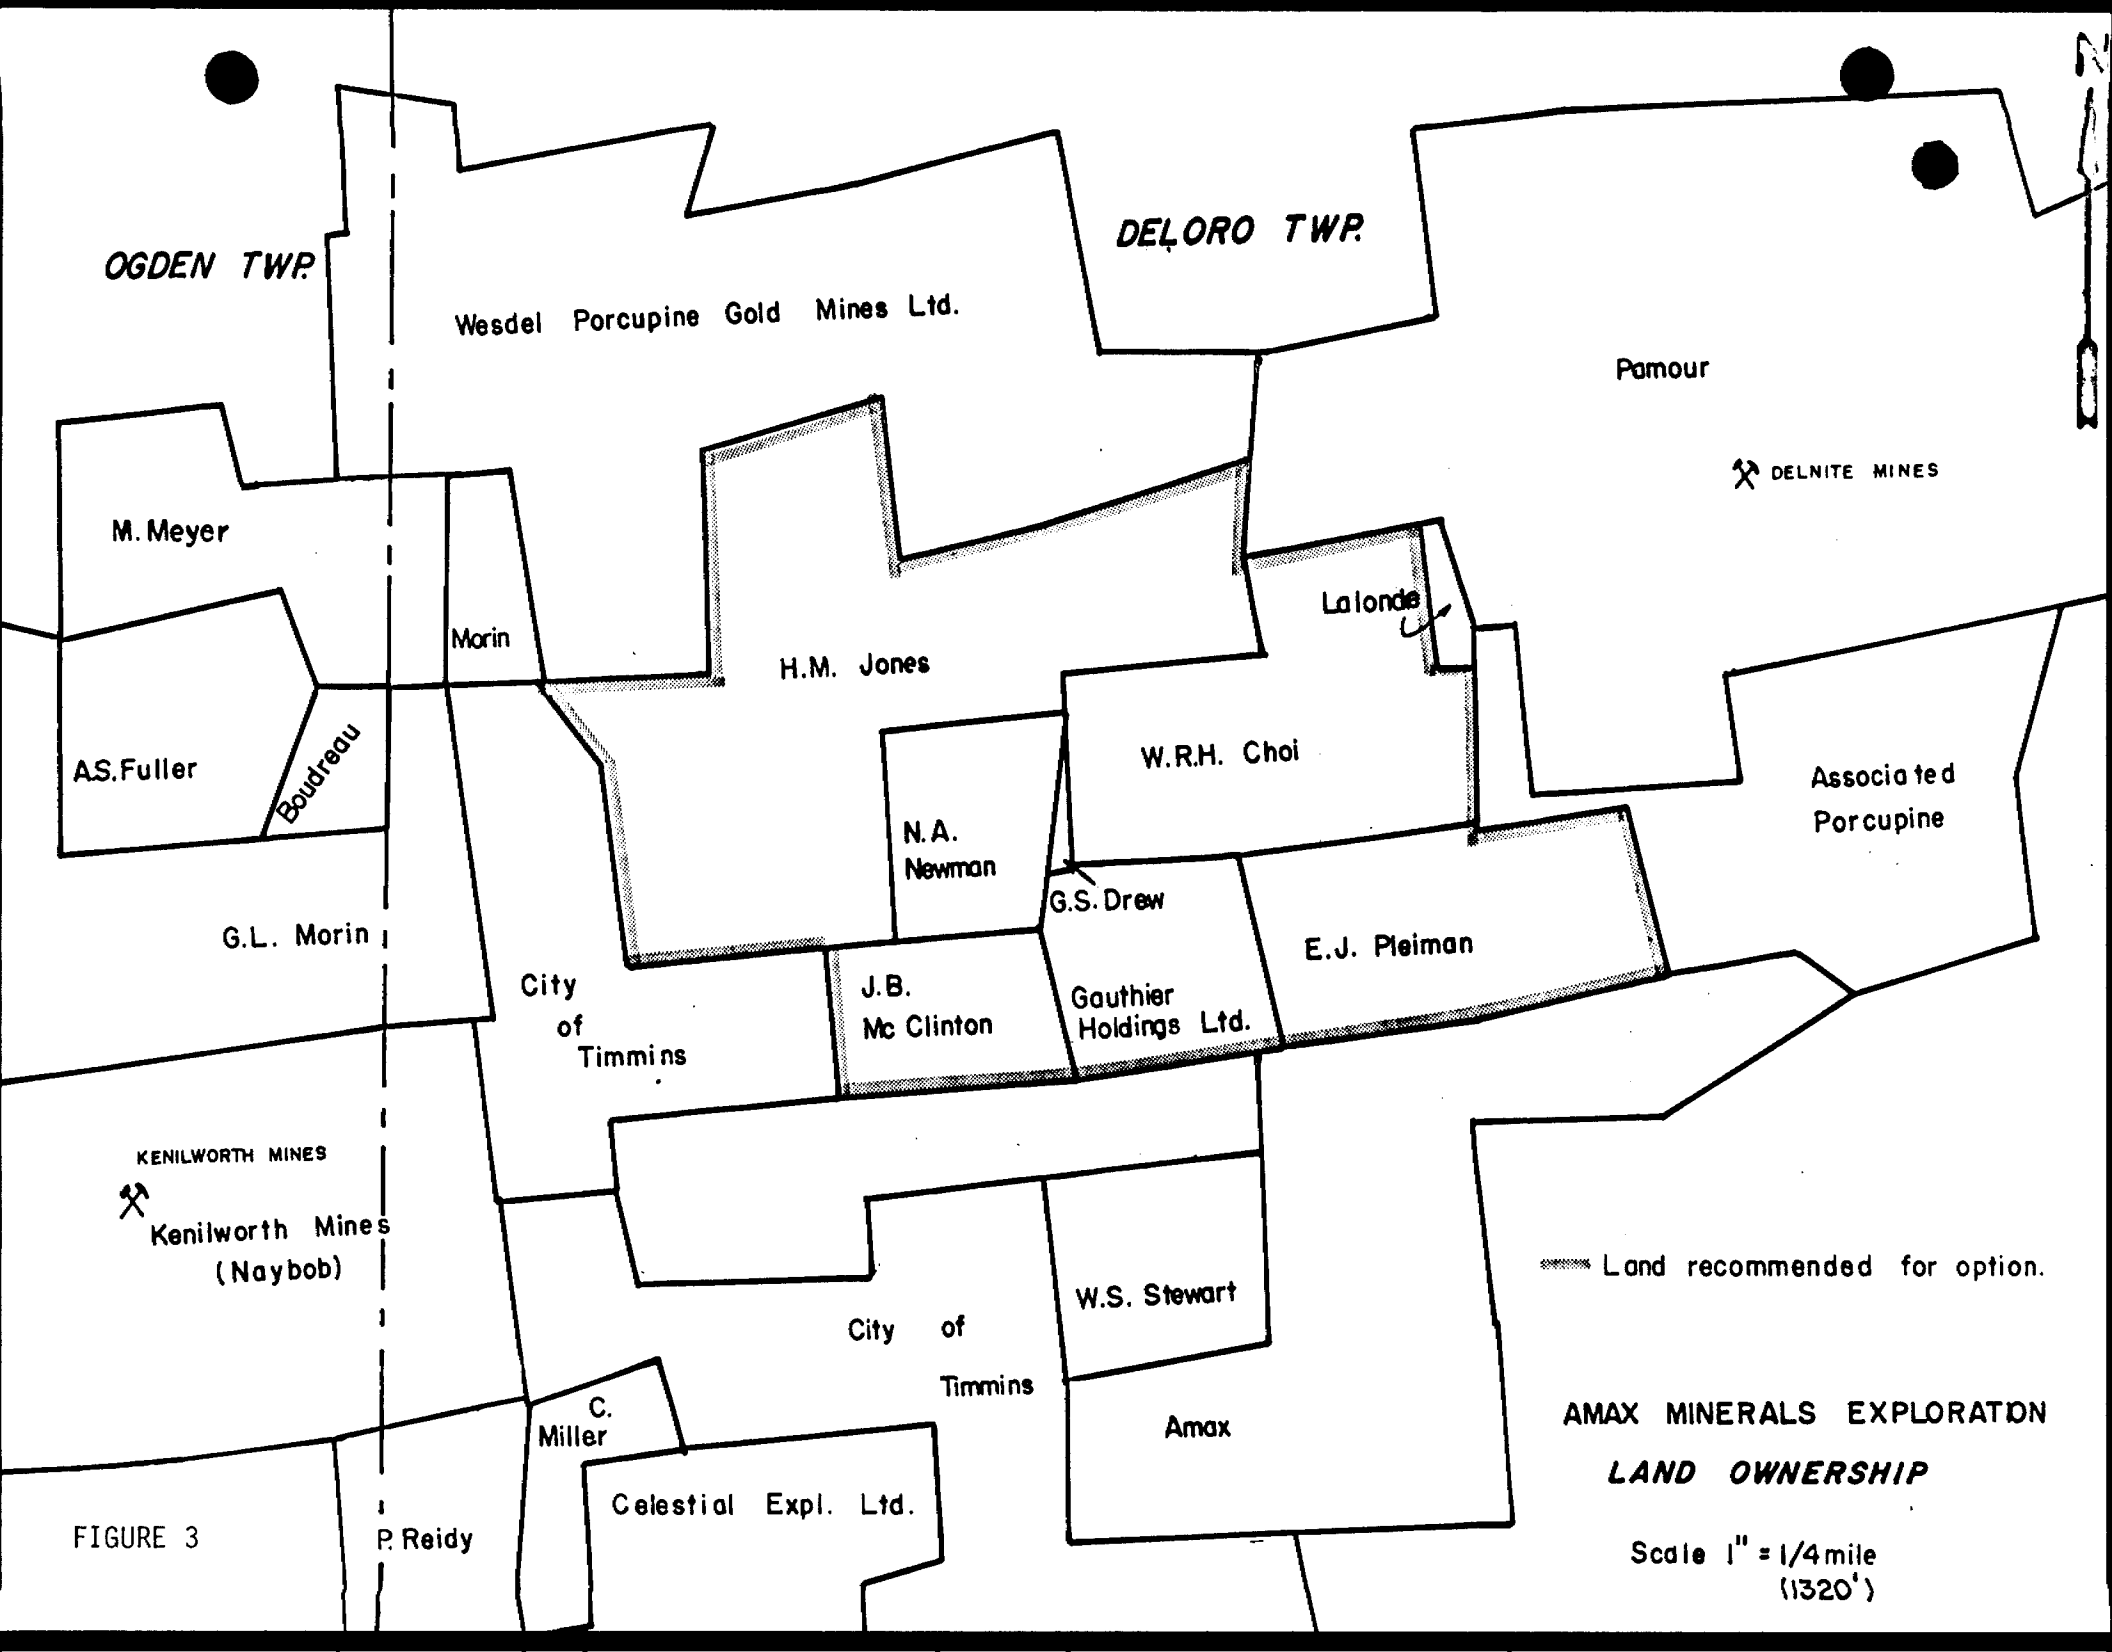 N
DELORO TWP.
OGDEN TWP.
Wesdel Porcupine Gold Mines Ltd.
Pamour
DELNITE MINES
M. Meyer
Lalonde
Morin
H.M. Jones
W.R.H. Choi
A.S. Fuller
Boudreau
Associated
Porcupine
N.A.
Newman
G.S. Drew
G.L. Morin
E.J. Pleiman
City
of
Timmins
J.B.
Mc Clinton
Gauthier
Holdings Ltd.
KENILWORTH MINES
Kenilworth Mines
(Naybob)
Land recommended for option.
W.S. Stewart
City of
Timmins
C.
Miller
Amax
AMAX MINERALS EXPLORATION
LAND OWNERSHIP
Celestial Expl. Ltd.
FIGURE 3
P. Reidy
Scale 1" = 1/4 mile
(1320')